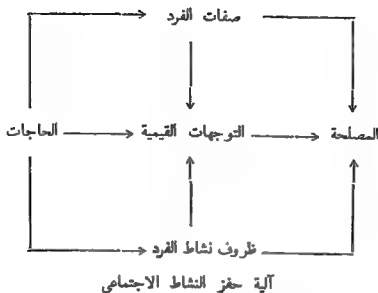 صفات الفرد
الحاجات التوجهات القيمية المصلحة
ظروف نشاط الفرد
آلية حفز النشاط الاجتماعي